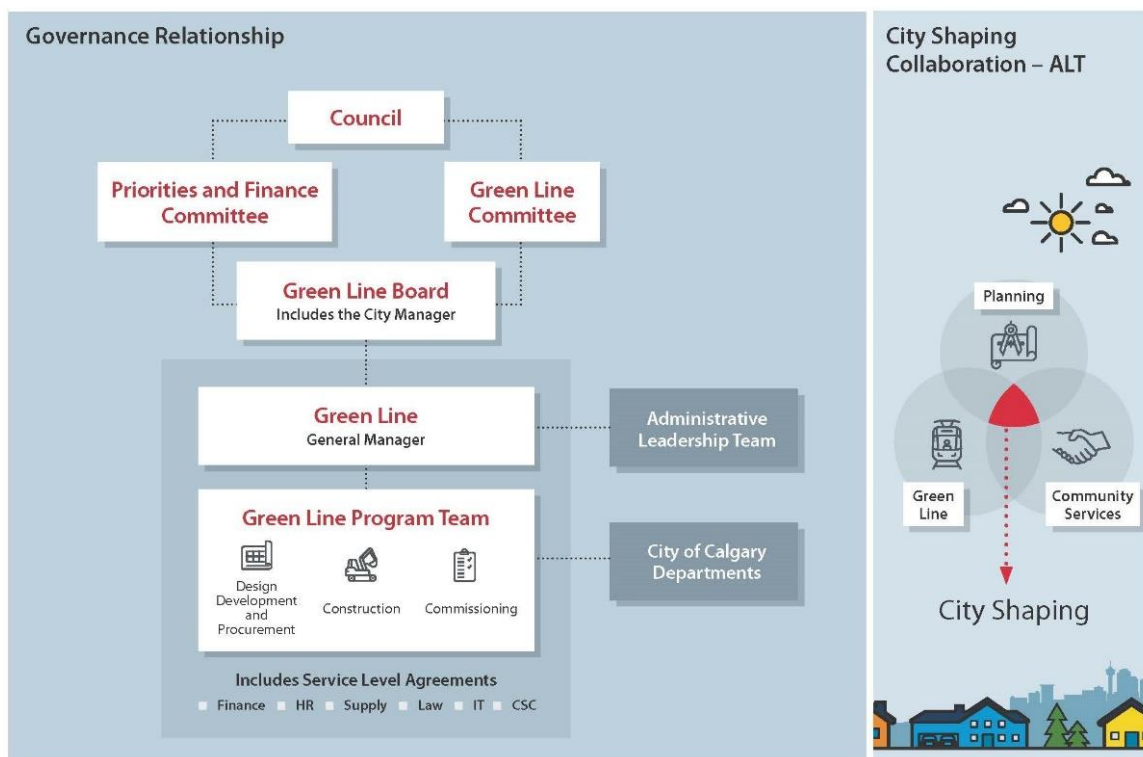 Governance Relationship
Council
Priorities and Finance
Committee
Green Line
Committee
Green Line Board
Includes the City Manager
Green Line
General Manager
Administrative
Leadership Team
Green Line Program Team
Design
Development
and
Procurement
Construction
Commissioning
City of Calgary
Departments
Includes Service Level Agreements
Finance HR Supply Law IT CSC
City Shaping
Collaboration – ALT
Planning
Green
Line
Community
Services
City Shaping